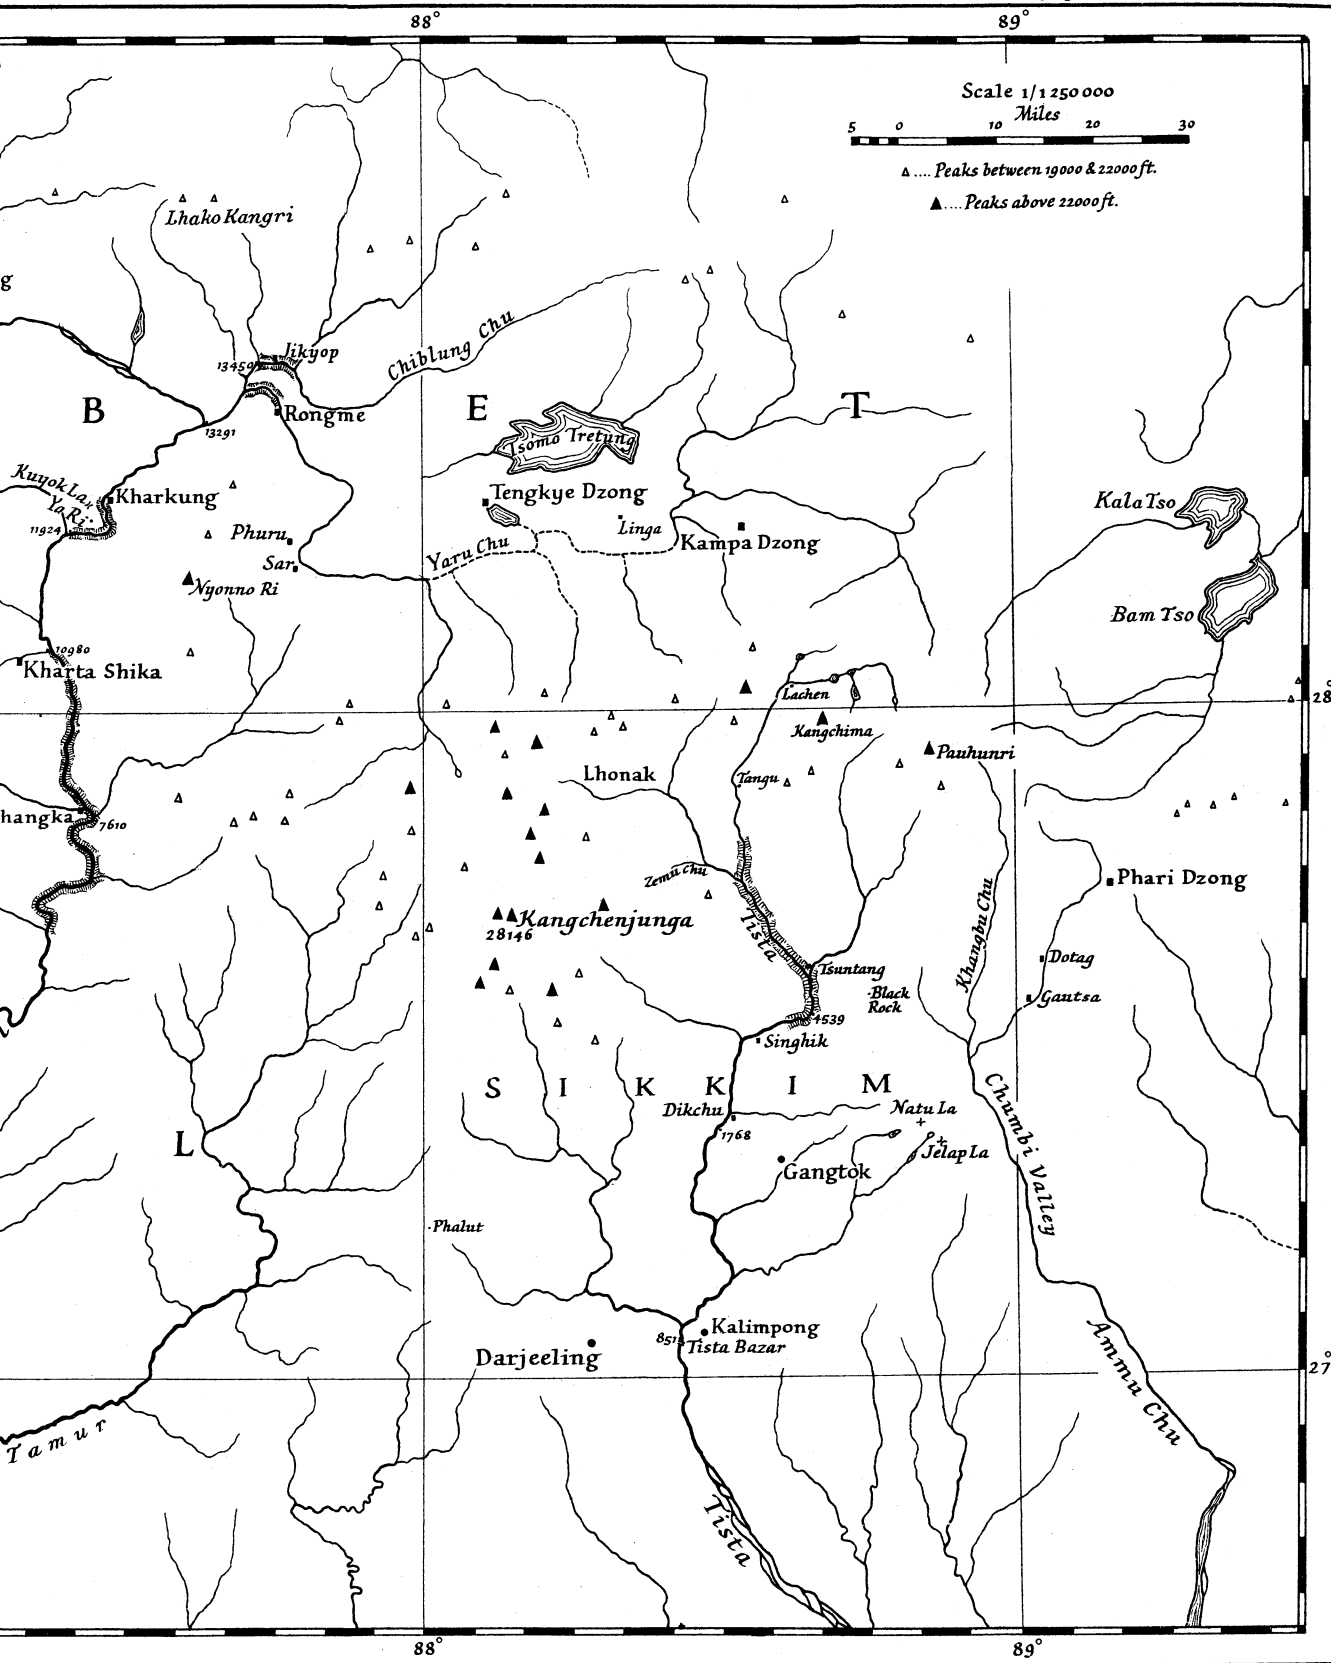 88°
89°
Scale 1/1 250 000
Miles
5 0 10 20 30
.... Peaks between 19000 & 22000 ft.
.... Peaks above 22000 ft.
Lhako Kangri
g
Jikyop
13459
Chiblung Chu
B
E
T
Rongme
13291
Tsomo Tretung
Kuyok La
Ya Ri
Kharkung
11924
Tengkye Dzong
Linga
Kala Tso
Phuru
Sar
Yaru Chu
Kampa Dzong
Nyonno Ri
Bam Tso
10980
Kharta Shika
Lachen
28
Kangchima
Pauhunri
Lhonak
Tangu
hangka
7610
Zemu Chu
Phari Dzong
Kangchenjunga
28146
Tista
Khangbu Chu
Tsuntang
Dotag
Black
Rock
Gautsa
4539
Singhik
S I K K I M
Dikchu
1768
Natu La
Jelap La
Chumbi Valley
L
Gangtok
Phalut
Kalimpong
Tista Bazar
Darjeeling
Ammu Chu
27°
Tamur
Tista
88°
89°